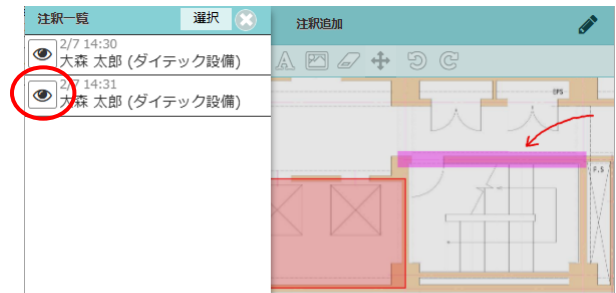 注釈一覧
選択
注釈追加
2/7 14:30
大森 太郎 (ダイテック設備)
2/7 14:31
大森 太郎 (ダイテック設備)
A
F.S